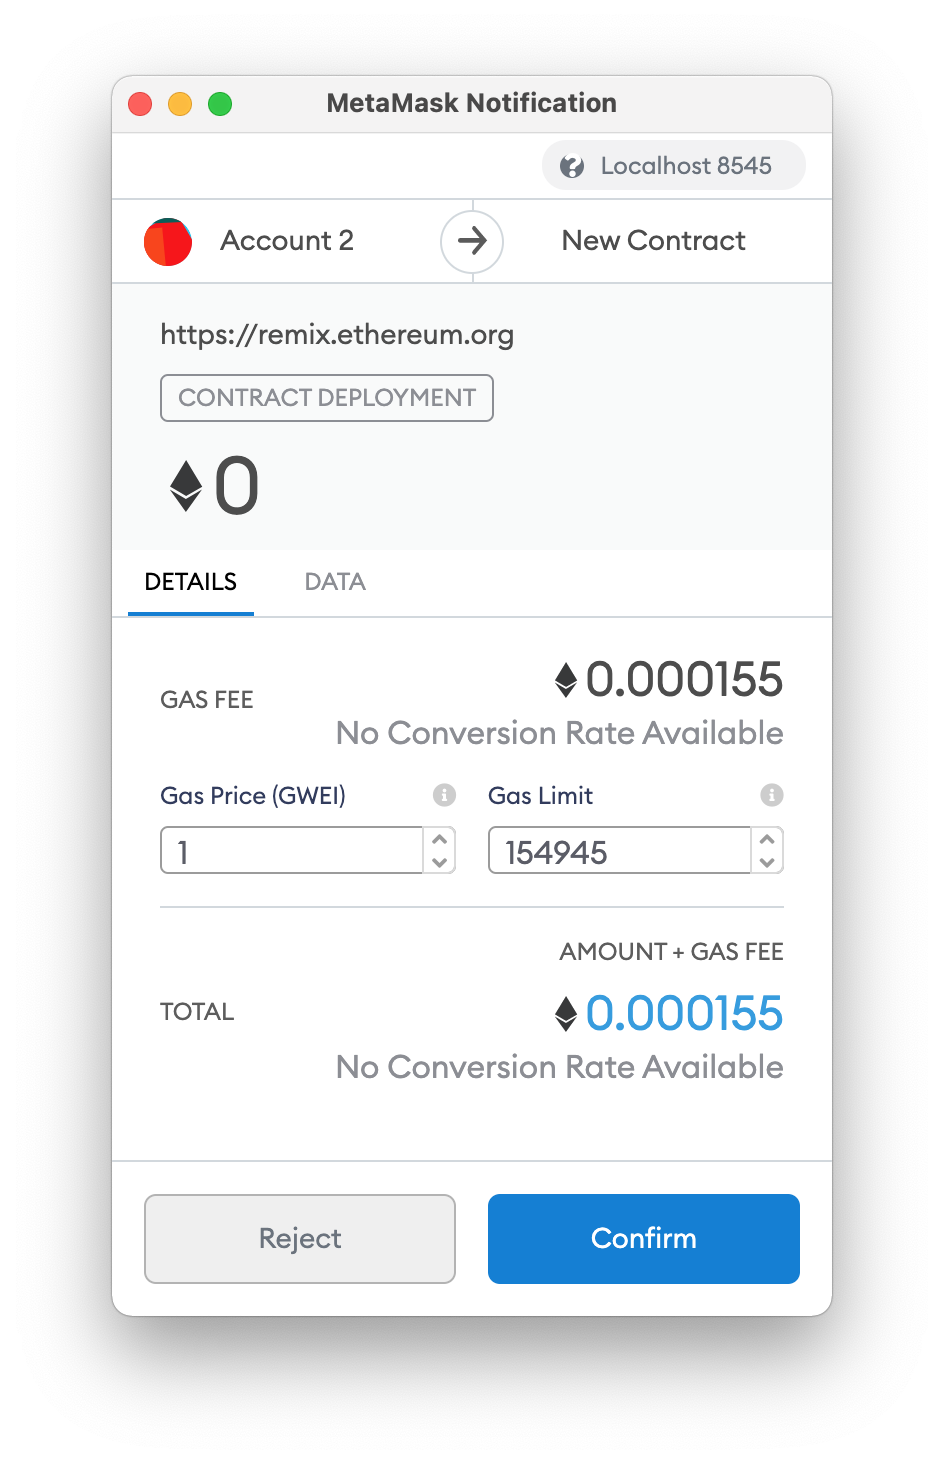 MetaMask Notification
Localhost 8545
Account 2
New Contract
https://remix.ethereum.org
CONTRACT DEPLOYMENT
0
DETAILS
DATA
GAS FEE
0.000155
No Conversion Rate Available
Gas Price (GWEI)
Gas Limit
1
154945
AMOUNT + GAS FEE
TOTAL
0.000155
No Conversion Rate Available
Reject
Confirm